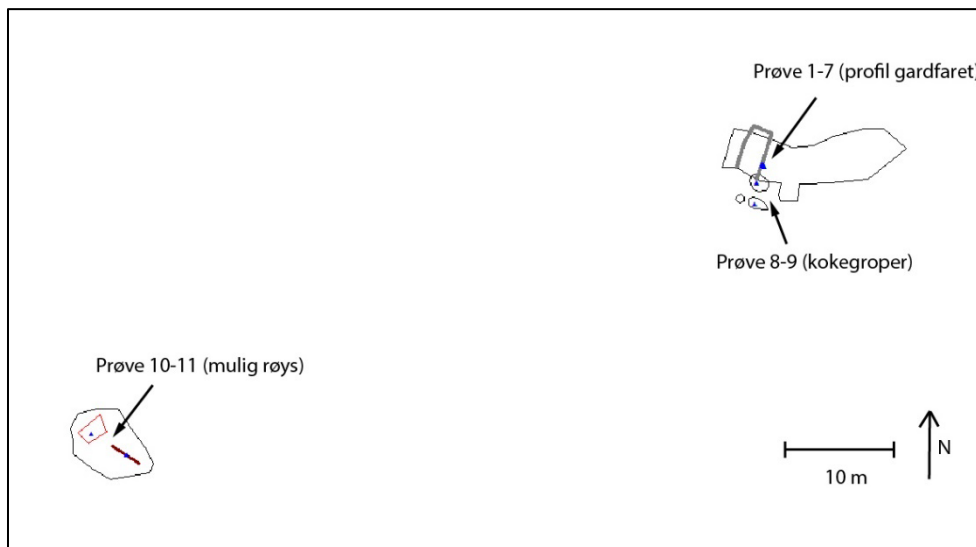 Prøve 1-7 (profil gardfaret)
Prøve 8-9 (kokegroper)
Prøve 10-11 (mulig røys)
10 m
N